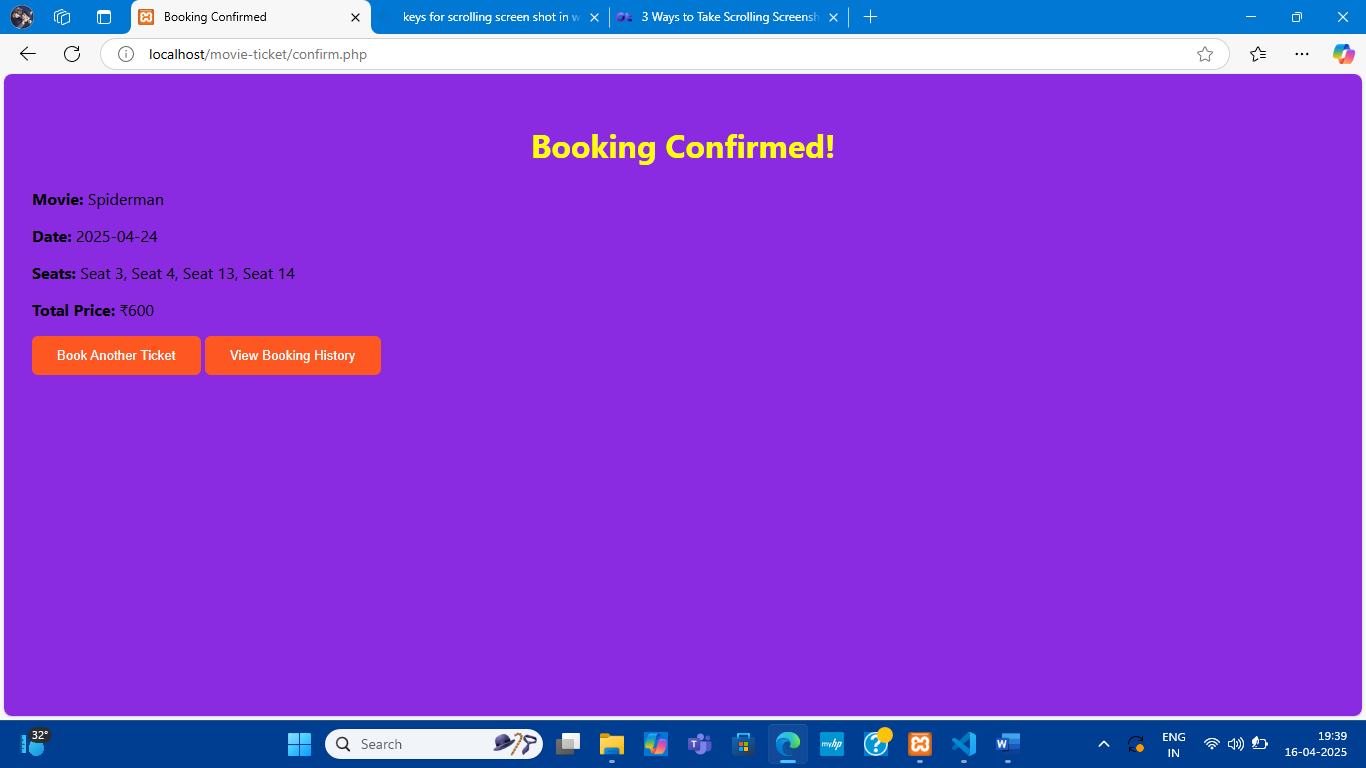 Booking Confirmed
keys for scrolling screen shot in w
3 Ways to Take Scrolling Screensh
localhost/movie-ticket/confirm.php
Booking Confirmed!
Movie: Spiderman
Date: 2025-04-24
Seats: Seat 3, Seat 4, Seat 13, Seat 14
Total Price: ₹600
Book Another Ticket View Booking History
32°
Search
myhp
ENG
IN
19:39
16-04-2025